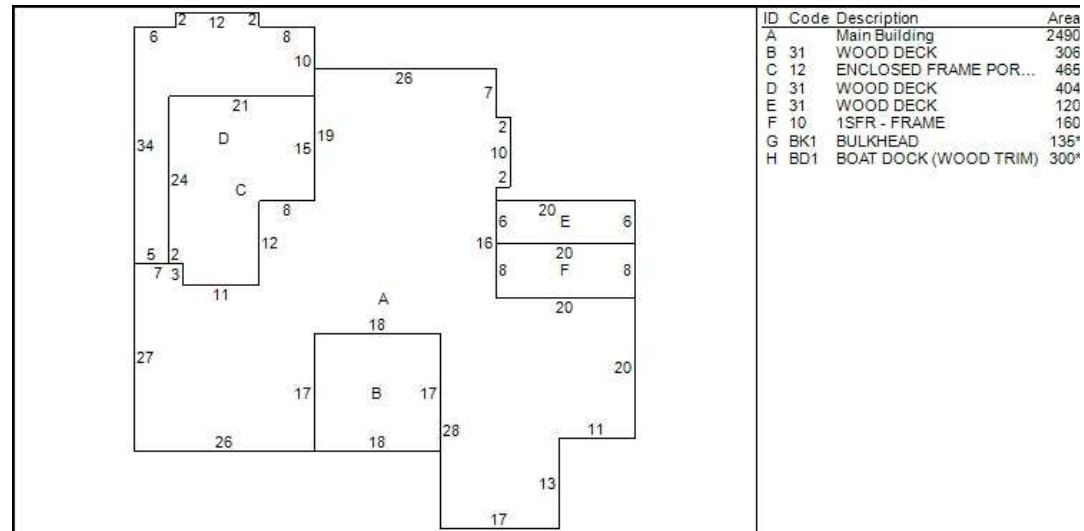 2 12 2
6 8
10
26
7
21
2
D 19
34 15 10
24
C 2
8 20
6 E 6
12 16
5 2 20
7 3 8 F 8
11
A 20
18
27 20
17 B 17
28 11
26 18
13
17
ID Code Description Area
A Main Building 2490
B 31 WOOD DECK 306
C 12 ENCLOSED FRAME POR... 465
D 31 WOOD DECK 404
E 31 WOOD DECK 120
F 10 1SFR - FRAME 160
G BK1 BULKHEAD 135*
H BD1 BOAT DOCK (WOOD TRIM) 300*